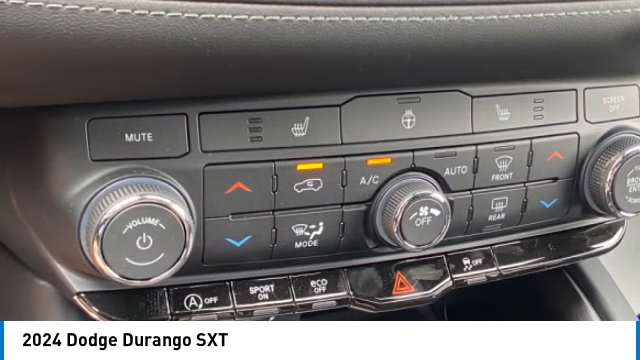 MUTE
SCREEN
OFF
A/C
AUTO
FRONT
VOLUME
MODE
OFF
REAR
A OFF
SPORT
ON
eco
OFF
OFF
2024 Dodge Durango SXT